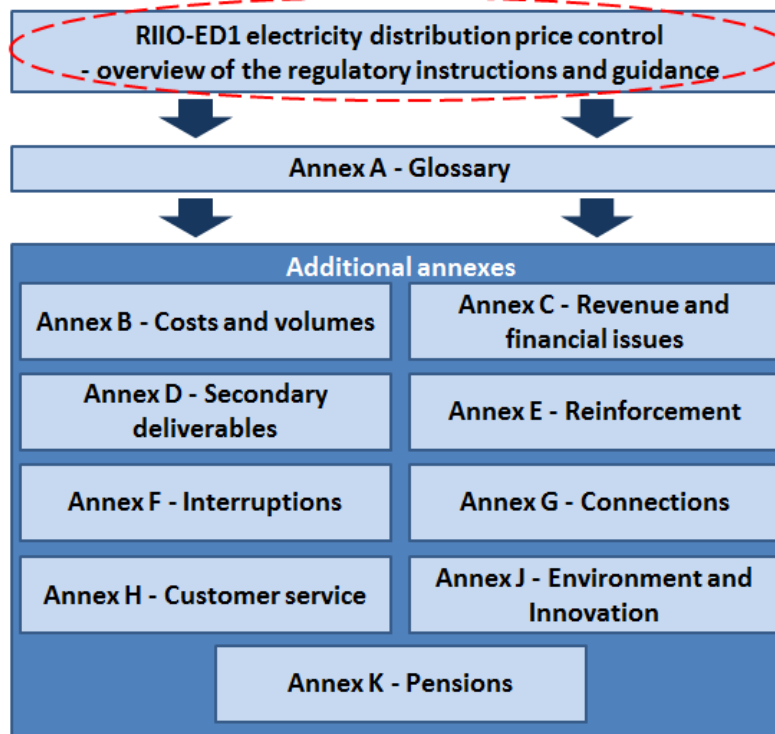 RIIO-ED1 electricity distribution price control
- overview of the regulatory instructions and guidance
Annex A - Glossary
Additional annexes
Annex B - Costs and volumes
Annex C - Revenue and
financial issues
Annex D - Secondary
deliverables
Annex E - Reinforcement
Annex F - Interruptions
Annex G - Connections
Annex H - Customer service
Annex J - Environment and
Innovation
Annex K - Pensions